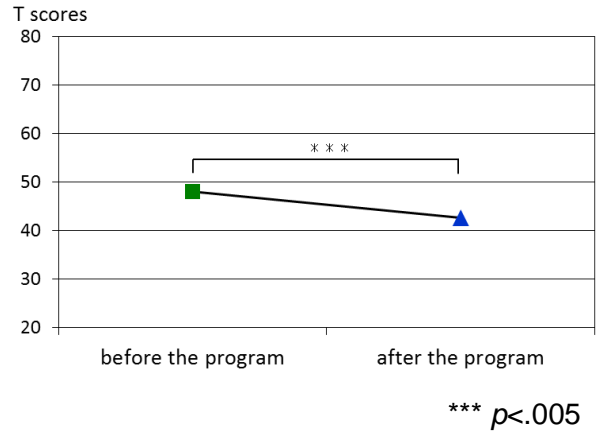 T scores
80
70
60
* * *
50
40
30
20
before the program after the program
*** p<.005